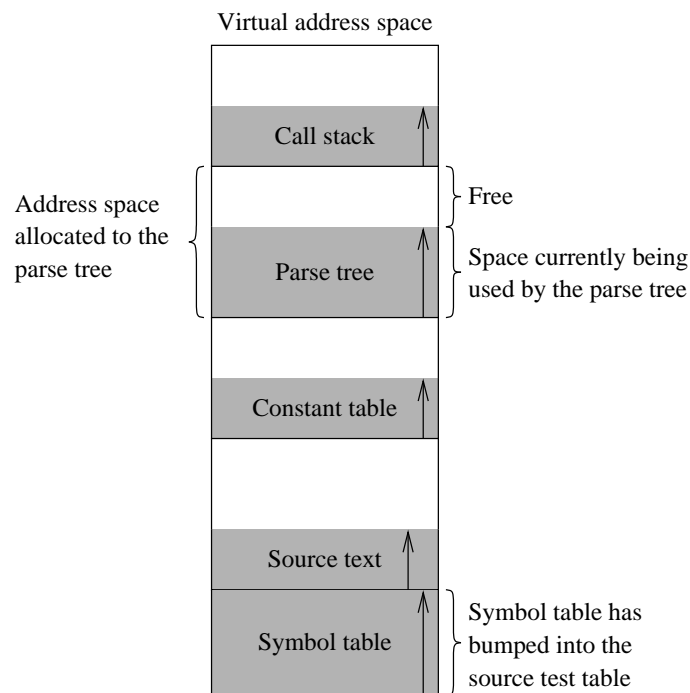 Virtual address space
Call stack
Address space
allocated to the
parse tree
Free
Parse tree
Space currently being
used by the parse tree
Constant table
Source text
Symbol table
Symbol table has
bumped into the
source test table